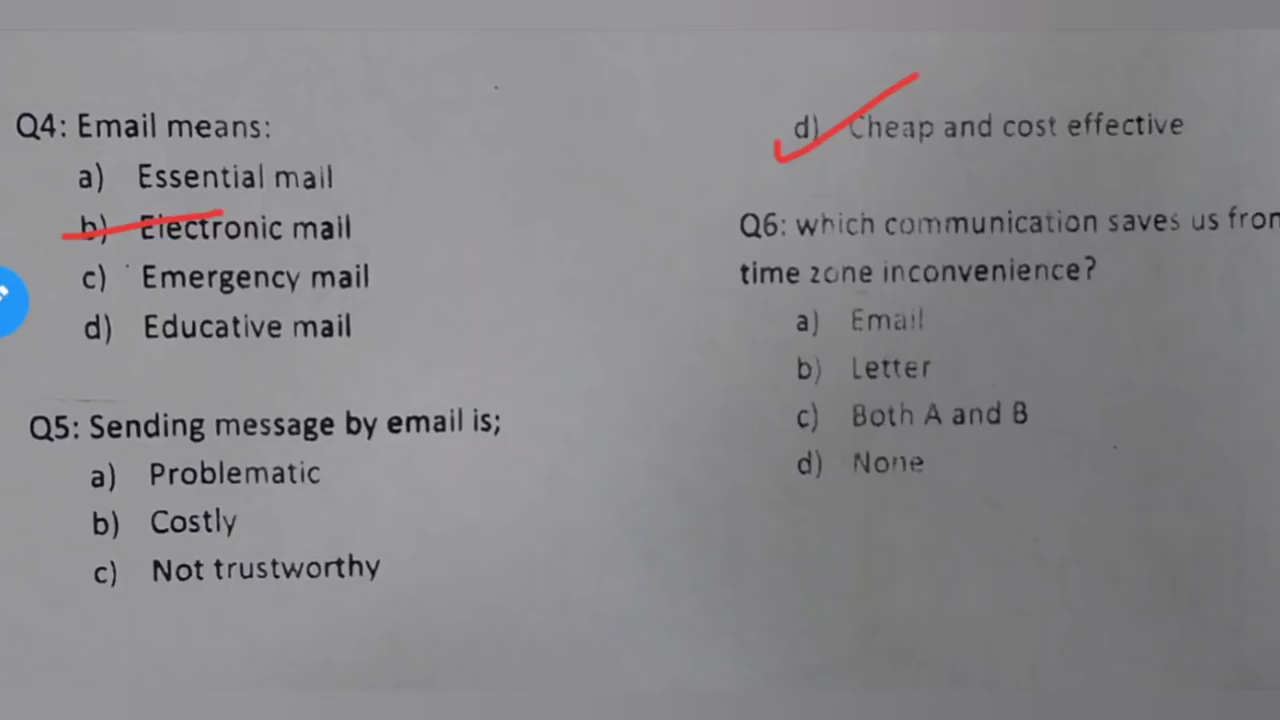 Q4: Email means:
a) Essential mail
b) Electronic mail
c) Emergency mail
d) Educative mail
Q5: Sending message by email is;
a) Problematic
b) Costly
c) Not trustworthy
d) Cheap and cost effective
Q6: which communication saves us from
time zone inconvenience?
a) Email
b) Letter
c) Both A and B
d) None